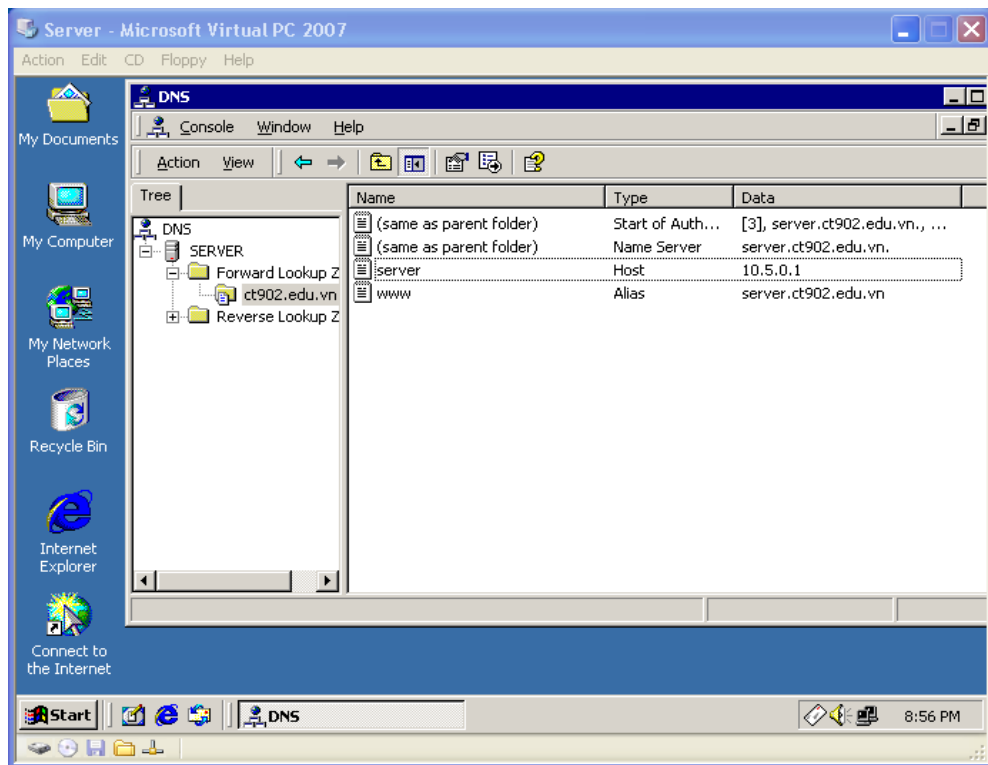 Server - Microsoft Virtual PC 2007
Action Edit CD Floppy Help
My Documents
My Computer
My Network
Places
Recycle Bin
Internet
Explorer
Connect to
the Internet
DNS
Console Window Help
Action View
Tree
DNS
SERVER
Forward Lookup Z
ct902.edu.vn
Reverse Lookup Z
Name Type Data
(same as parent folder) Start of Auth... [3], server.ct902.edu.vn., ...
(same as parent folder) Name Server server.ct902.edu.vn.
server Host 10.5.0.1
www Alias server.ct902.edu.vn
Start DNS 8:56 PM